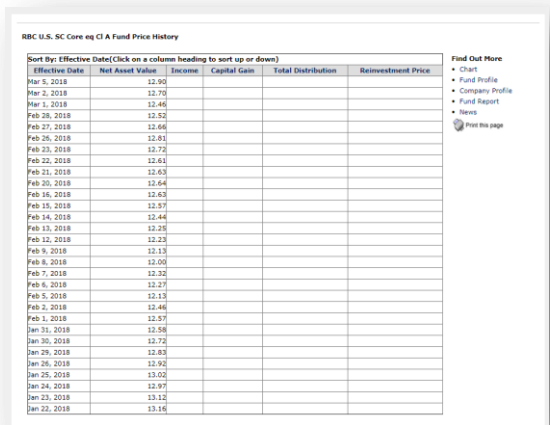 RBC U.S. SC Core eq Cl A Fund Price History
Sort By: Effective Date(Click on a column heading to sort up or down)
Effective Date Net Asset Value Income Capital Gain Total Distribution Reinvestment Price
Mar 5, 2018 12.90
Mar 2, 2018 12.70
Mar 1, 2018 12.46
Feb 28, 2018 12.52
Feb 27, 2018 12.66
Feb 26, 2018 12.81
Feb 23, 2018 12.72
Feb 22, 2018 12.61
Feb 21, 2018 12.63
Feb 20, 2018 12.64
Feb 16, 2018 12.63
Feb 15, 2018 12.57
Feb 14, 2018 12.44
Feb 13, 2018 12.25
Feb 12, 2018 12.23
Feb 9, 2018 12.13
Feb 8, 2018 12.00
Feb 7, 2018 12.32
Feb 6, 2018 12.27
Feb 5, 2018 12.13
Feb 2, 2018 12.46
Feb 1, 2018 12.57
Jan 31, 2018 12.58
Jan 30, 2018 12.72
Jan 29, 2018 12.83
Jan 26, 2018 12.92
Jan 25, 2018 13.02
Jan 24, 2018 12.97
Jan 23, 2018 13.12
Jan 22, 2018 13.16
Find Out More
• Chart
• Fund Profile
• Company Profile
• Fund Report
• News
Print this page